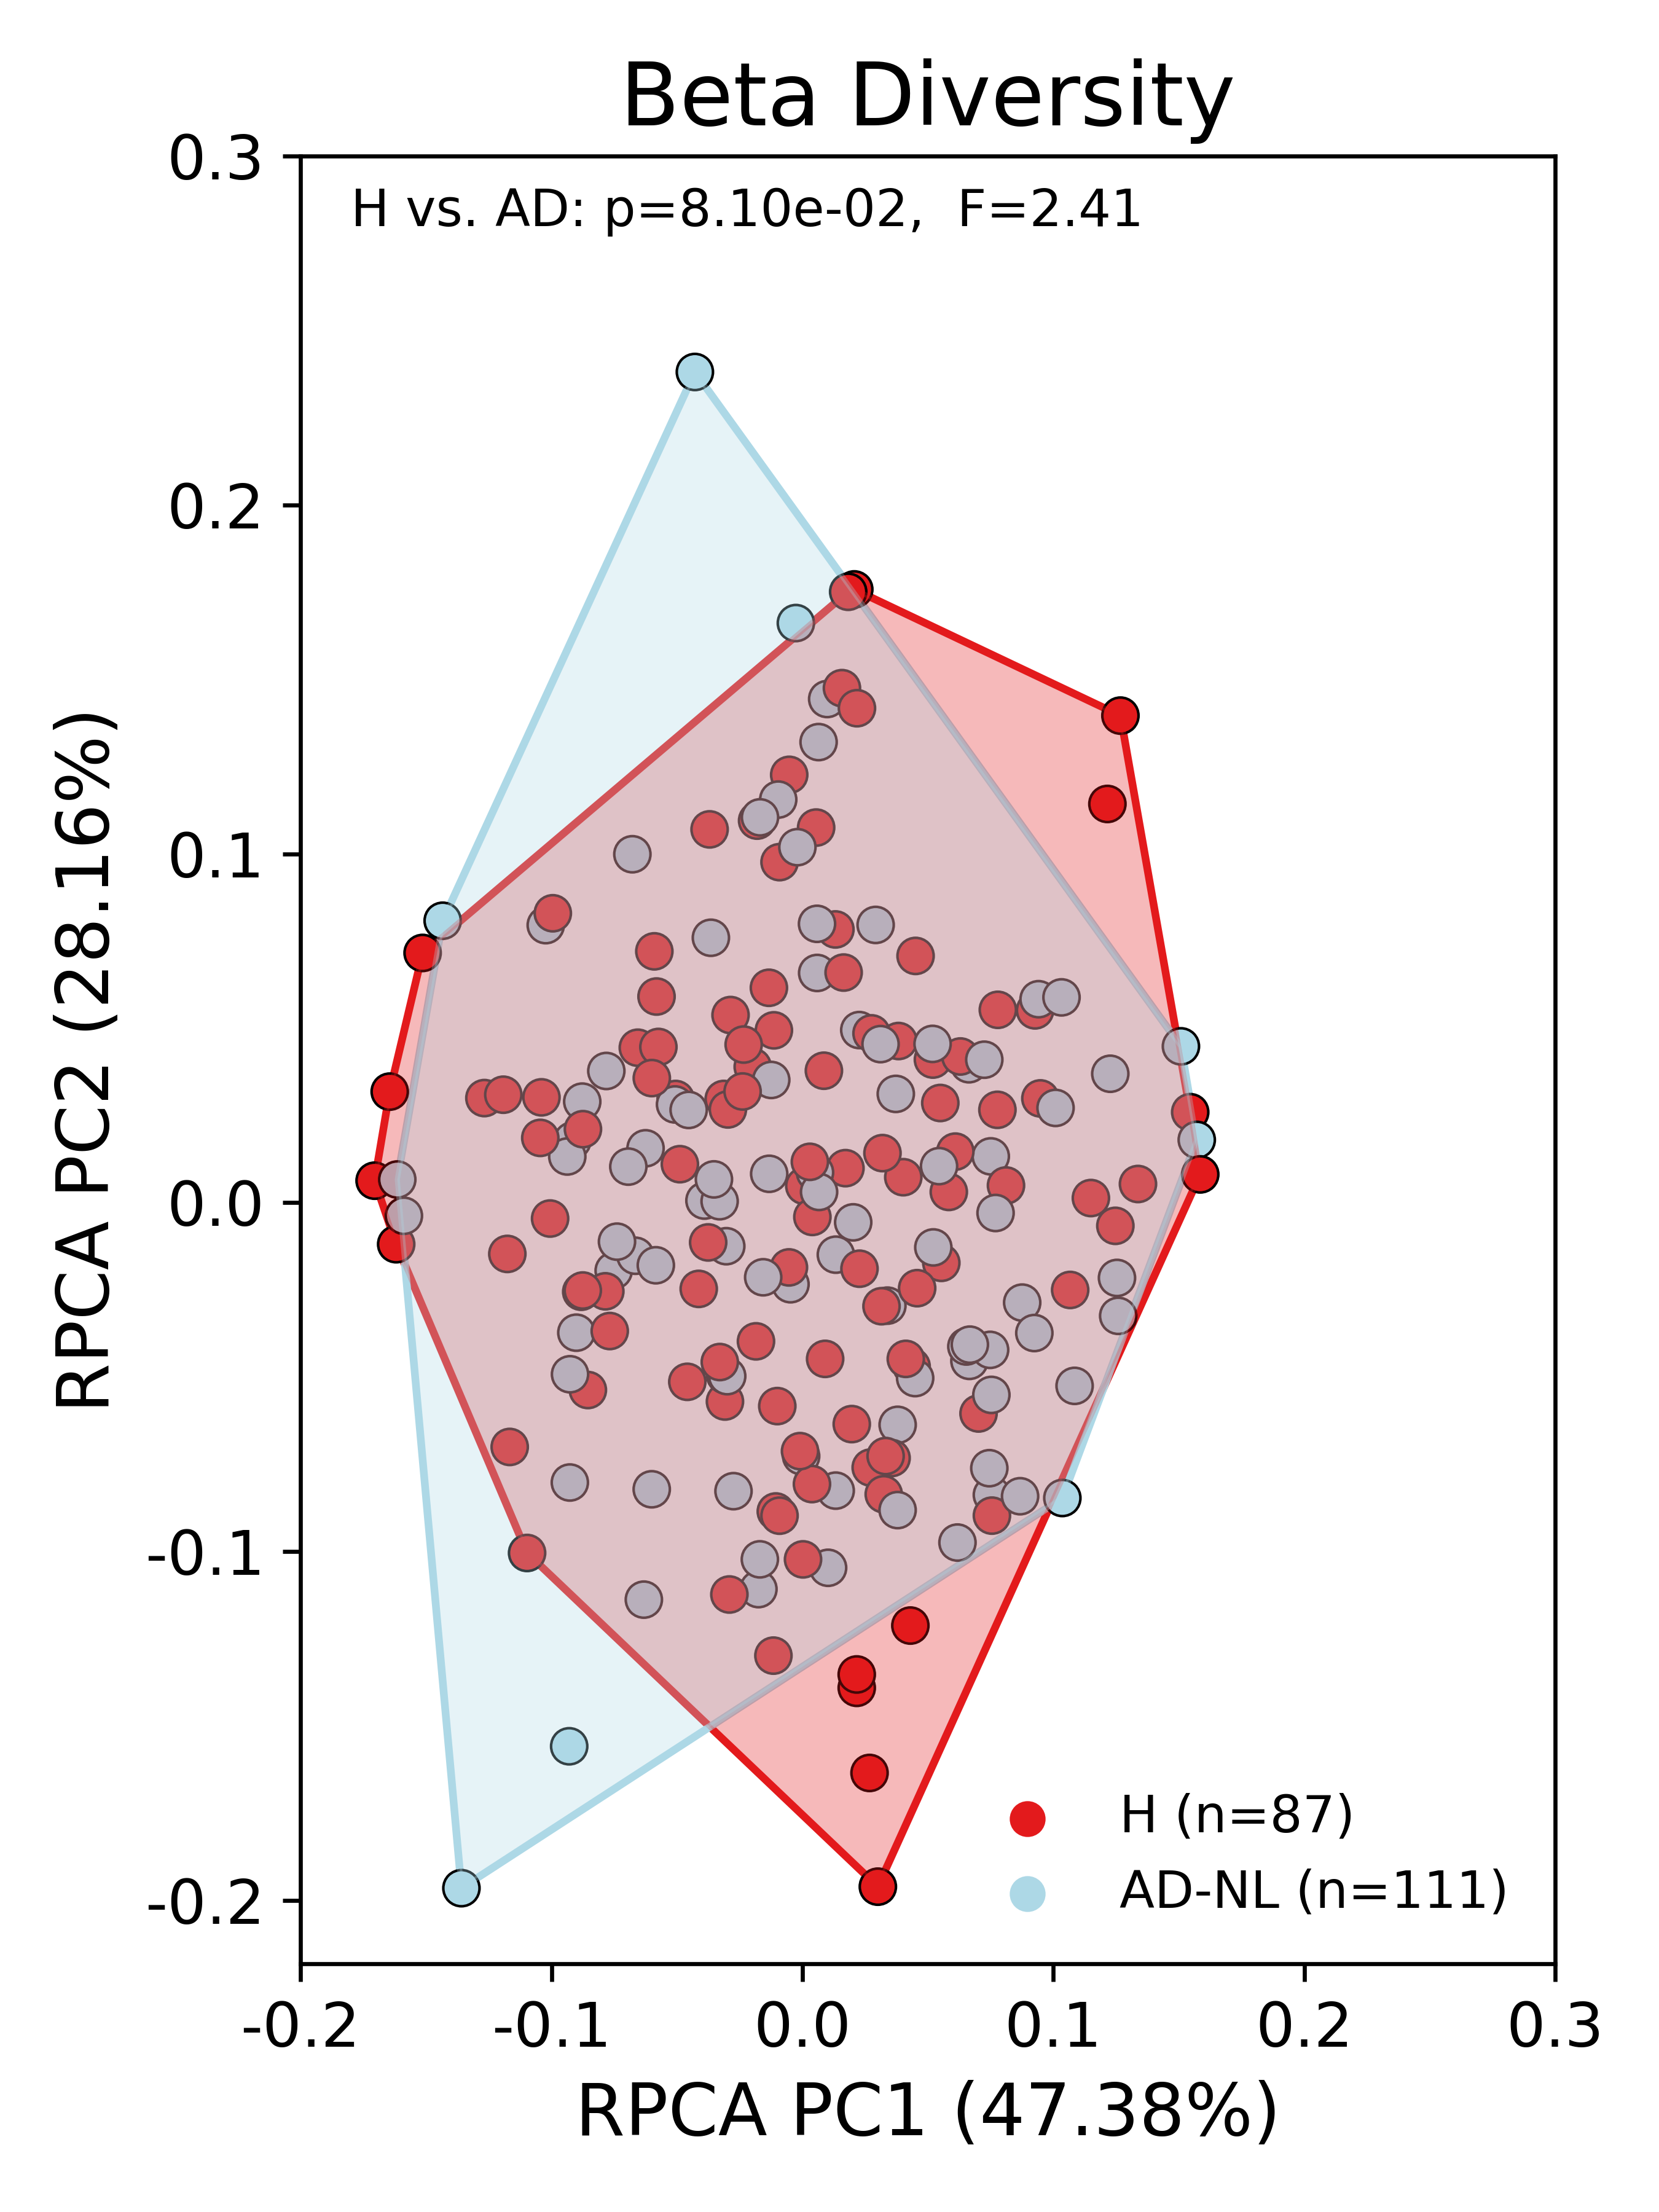 Beta Diversity
H vs. AD: p=8.10e-02, F=2.41
0.3
0.2
0.1
0.0
-0.1
-0.2
RPCA PC2 (28.16%)
H (n=87)
AD-NL (n=111)
-0.2 -0.1 0.0 0.1 0.2 0.3
RPCA PC1 (47.38%)